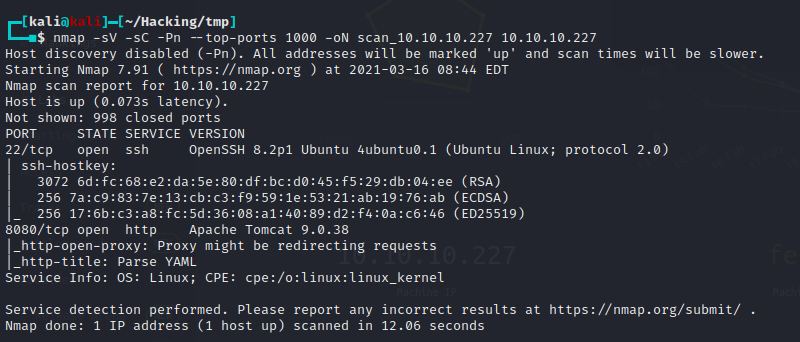 ┌─[kali@kali]─[~/Hacking/tmp]
└──■$ nmap -sV -sC -Pn --top-ports 1000 -oN scan_10.10.10.227 10.10.10.227
Host discovery disabled (-Pn). All addresses will be marked 'up' and scan times will be slower.
Starting Nmap 7.91 ( https://nmap.org ) at 2021-03-16 08:44 EDT
Nmap scan report for 10.10.10.227
Host is up (0.073s latency).
Not shown: 998 closed ports
PORT     STATE SERVICE VERSION
22/tcp   open  ssh     OpenSSH 8.2p1 Ubuntu 4ubuntu0.1 (Ubuntu Linux; protocol 2.0)
| ssh-hostkey:
|   3072 6d:fc:68:e2:da:5e:80:df:bc:d0:45:f5:29:db:04:ee (RSA)
|   256 7a:c9:83:7e:13:cb:c3:f9:59:1e:53:21:ab:19:76:ab (ECDSA)
|_  256 17:6b:c3:a8:fc:5d:36:08:a1:40:89:d2:f4:0a:c6:46 (ED25519)
8080/tcp open  http    Apache Tomcat 9.0.38
|_http-open-proxy: Proxy might be redirecting requests
|_http-title: Parse YAML
10.10.10.227
Machine IP
Service Info: OS: Linux; CPE: cpe:/o:linux:linux_kernel
Service detection performed. Please report any incorrect results at https://nmap.org/submit/ .
Nmap done: 1 IP address (1 host up) scanned in 12.06 seconds